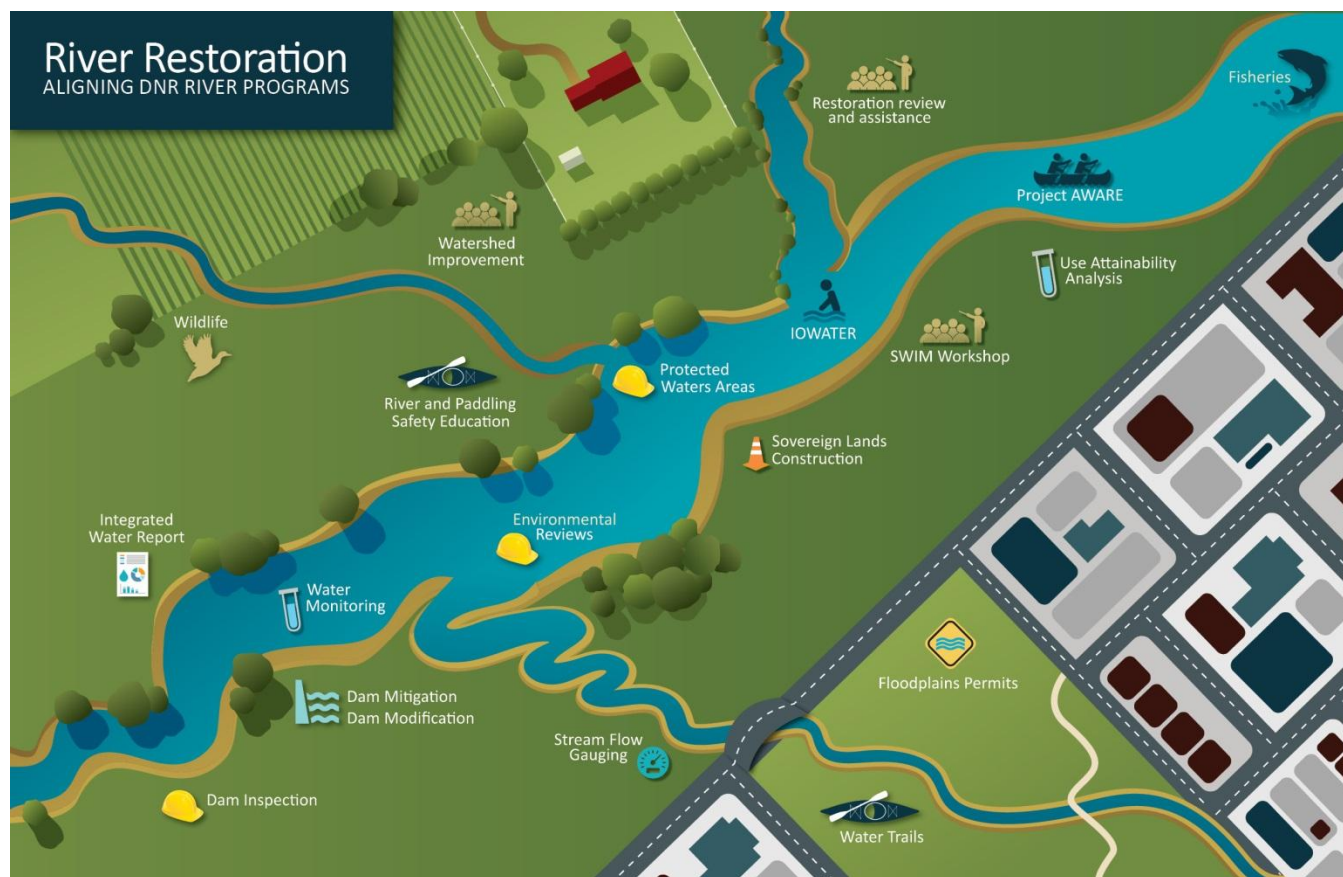 River Restoration
ALIGNING DNR RIVER PROGRAMS
Fisheries
Restoration review
and assistance
Project AWARE
Watershed
Improvement
Use Attainability
Analysis
Wildlife
IOWATER
SWIM Workshop
Protected
Waters Areas
River and Paddling
Safety Education
Sovereign Lands
Construction
Integrated
Water Report
Environmental
Reviews
Water
Monitoring
Floodplains Permits
Dam Mitigation
Dam Modification
Stream Flow
Gauging
Dam Inspection
Water Trails